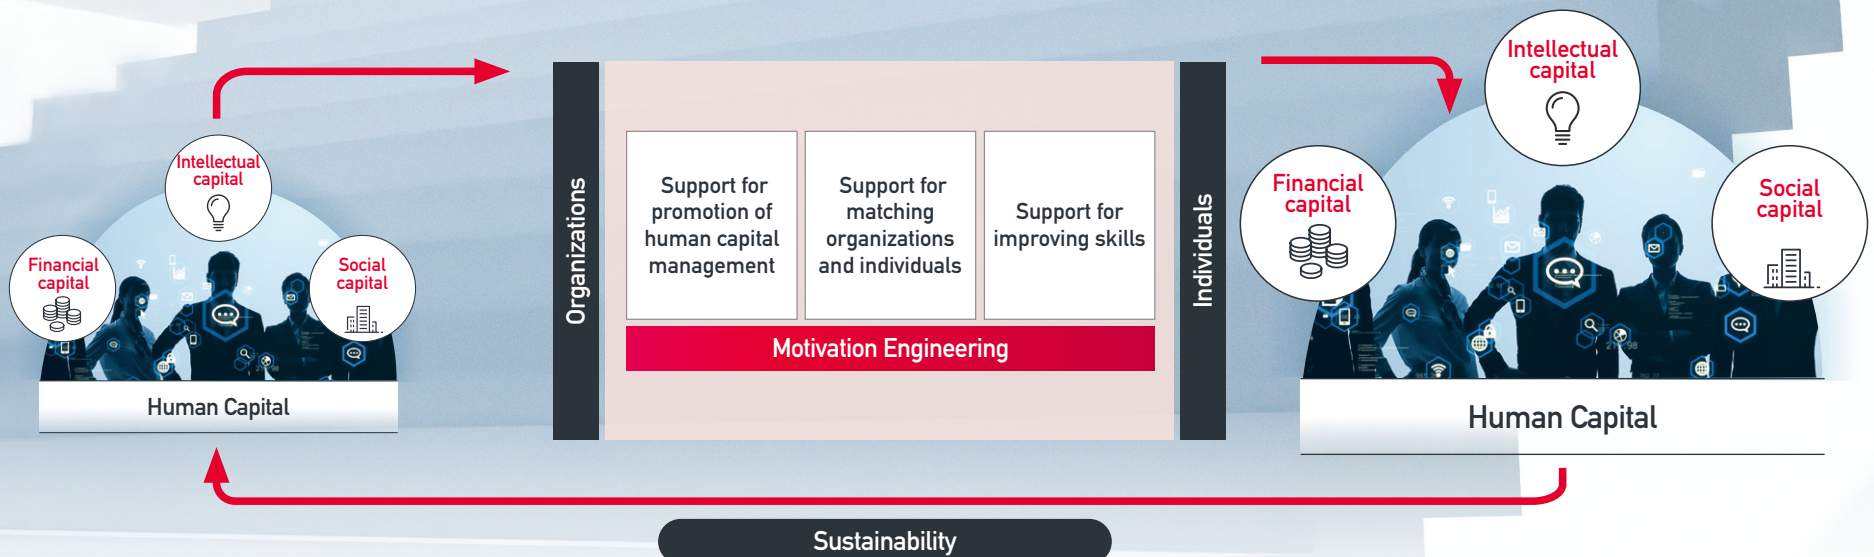 Intellectual
capital
Financial
capital
Social
capital
Human Capital
Organizations
Support for
promotion of
human capital
management
Support for
matching
organizations
and individuals
Support for
improving skills
Motivation Engineering
Individuals
Intellectual
capital
Financial
capital
Social
capital
Human Capital
Sustainability